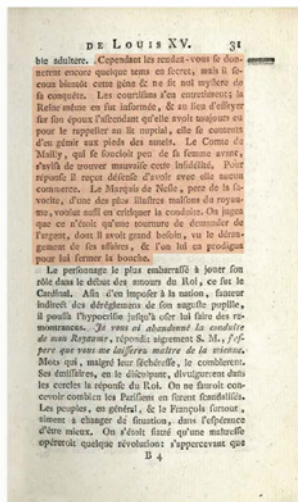 DE LOUIS XV. 31
ble adultere. Cependant les rendez-vous se don-
nerent encore quelque tems en secret, mais il se-
coua bientôt cette gêne & ne fit nul mystere de
sa conquête. Les courtisans s'en entretinrent; la
Reine même en fut informée, & au lieu d'essayer
sur son époux l'ascendant qu'elle avoit toujours eu
pour le rappeller au lit nuptial, elle se contenta
d'en gémir aux pieds des autels. Le Comte de
Mailly, qui se soucioit peu de sa femme avant,
s'avisa de trouver mauvaise cette infidélité. Pour
réponse il reçut défense d'avoir avec elle aucun
commerce. Le Marquis de Nesle, pere de la fa-
vorite, d'une des plus illustres maisons du royau-
me, voulut aussi en critiquer la conduite. On jugea
que ce n'étoit qu'une tournure de demander de
l'argent, dont il avoit grand besoin, vu le déran-
gement de ses affaires, & l'on lui en prodigua
pour lui fermer la bouche.
Le personnage le plus embarrassé à jouer son
rôle dans le début des amours du Roi, ce fut le
Cardinal. Afin d'en imposer à la nation, fauteur
indirect des déréglemens de son auguste pupille,
il poussa l'hypocrisie jusqu'à oser lui faire des re-
montrances. Je vous ai abandonné la conduite
de mon Royaume, répondit aigrement S. M., j'es-
pere que vous me laisserez maître de la mienne.
Mots qui, malgré leur sécheresse, le comblerent.
Ses émissaires, en le disculpant, divulguerent dans
les cercles la réponse du Roi. On ne sauroit con-
cevoir combien les Parisiens en furent scandalisés.
Les peuples, en général, & le François surtout,
aiment à changer de situation, dans l'espérance
d'être mieux. On s'étoit flatté qu'une maîtresse
opéreroit quelque révolution: s'appercevant que
B 4